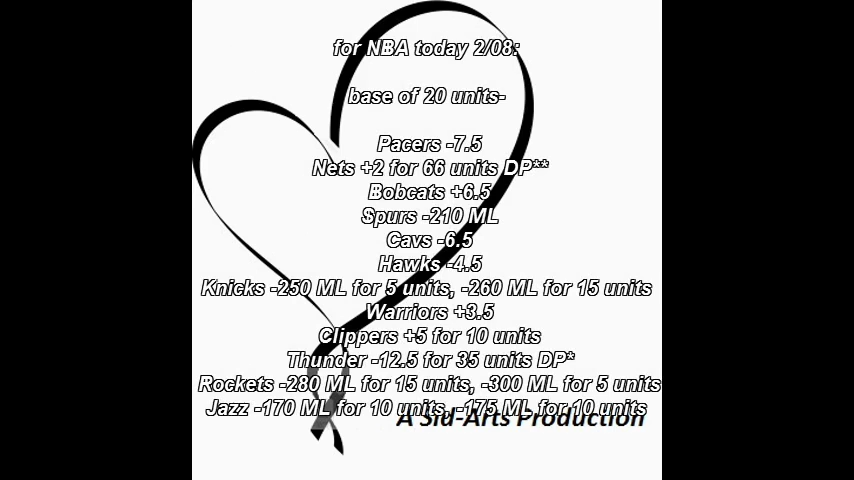 for NBA today 2/08:
base of 20 units-
Pacers -7.5
Nets +2 for 66 units DP**
Bobcats +6.5
Spurs -210 ML
Cavs -6.5
Hawks -4.5
Knicks -250 ML for 5 units, -260 ML for 15 units
Warriors +3.5
Clippers +5 for 10 units
Thunder -12.5 for 35 units DP*
Rockets -280 ML for 15 units, -300 ML for 5 units
Jazz -170 ML for 10 units, -175 ML for 10 units
A Sid-Arts Production